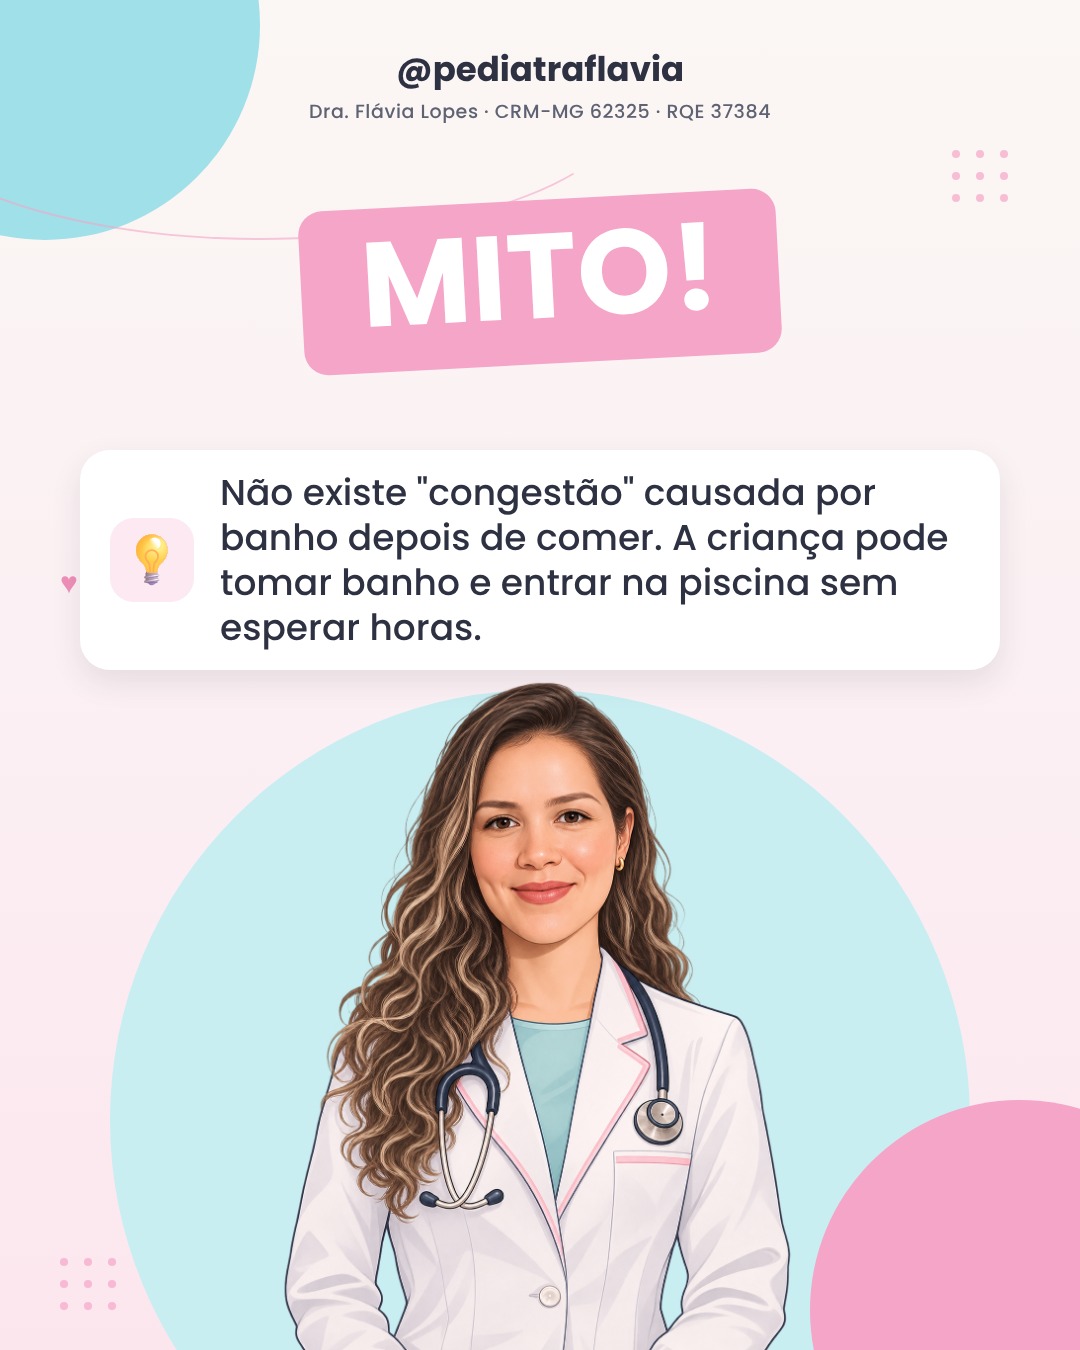 @pediatraflavia
Dra. Flávia Lopes · CRM-MG 62325 · RQE 37384
MITO!
Não existe "congestão" causada por
banho depois de comer. A criança pode
tomar banho e entrar na piscina sem
esperar horas.